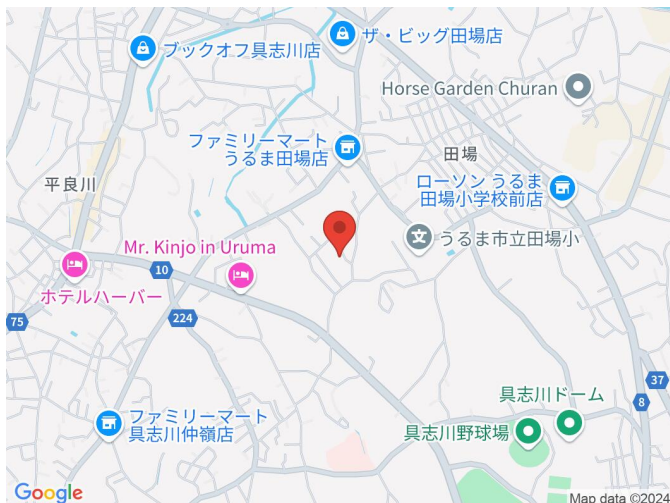 ブックオフ具志川店
ザ・ビッグ田場店
Horse Garden Churan
ファミリーマート
うるま田場店
田場
平良川
ローソン うるま
田場小学校前店
うるま市立田場小
Mr. Kinjo in Uruma
10
ホテルハーバー
75
224
37
8
具志川ドーム
ファミリーマート
具志川仲嶺店
具志川野球場
Google
Map data ©2024